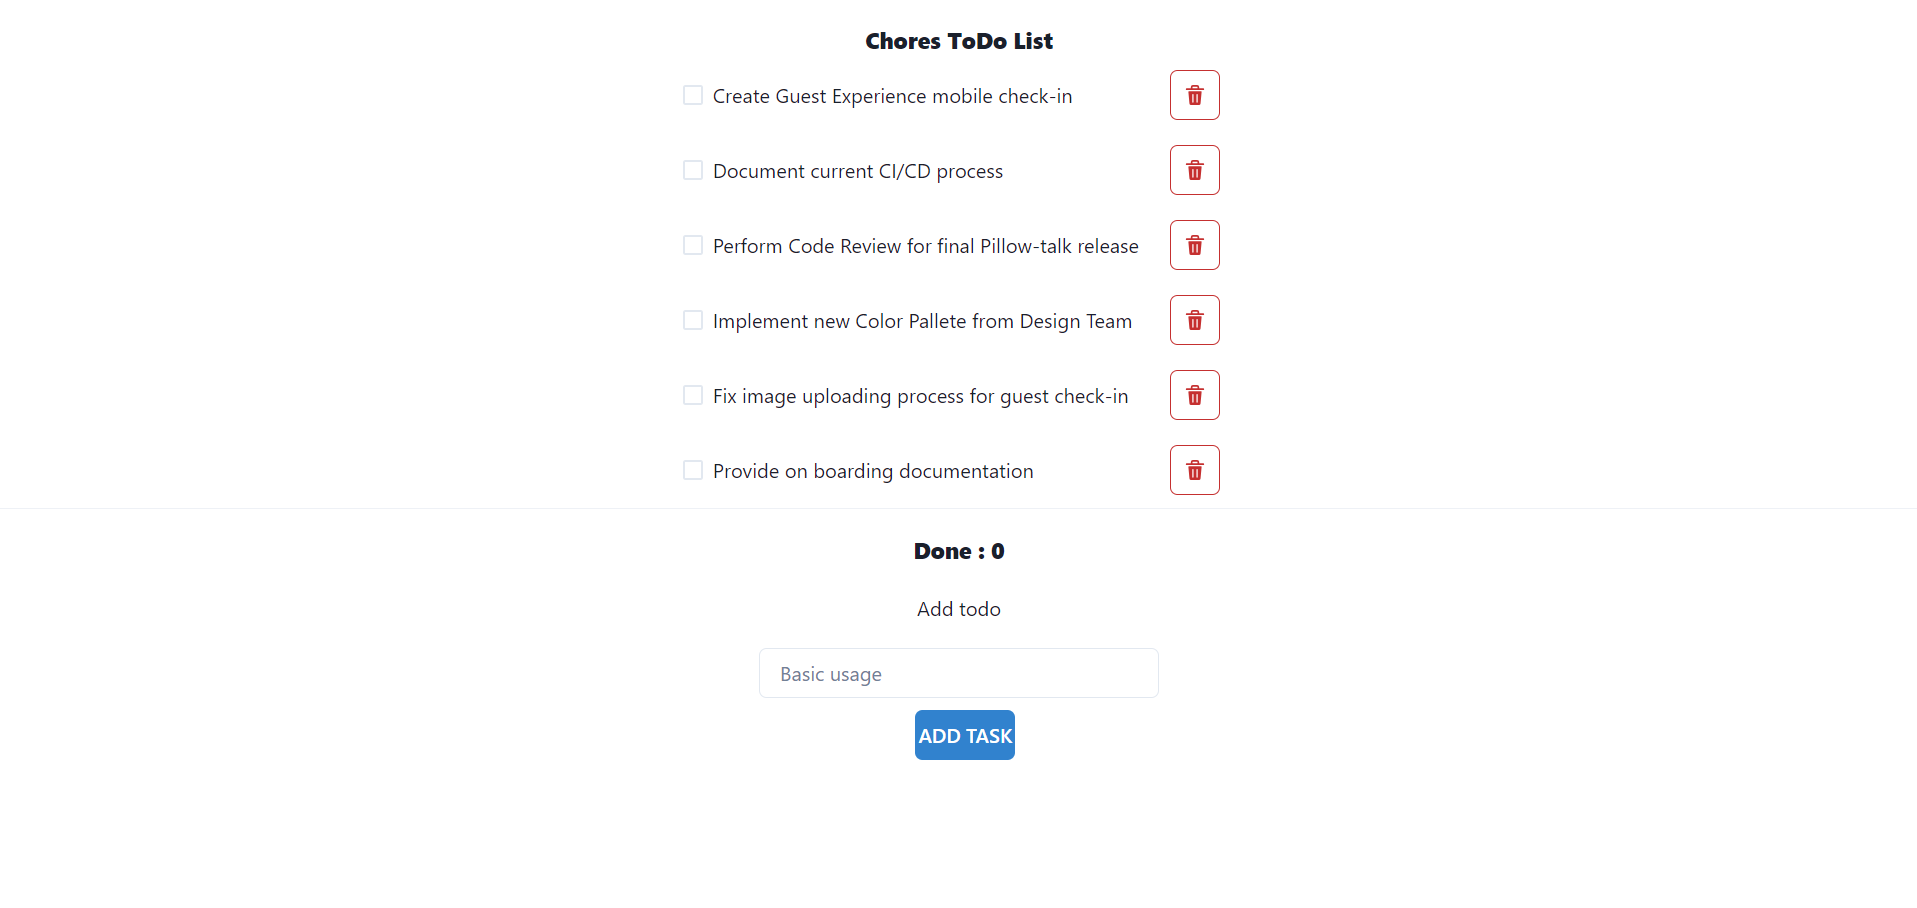 Chores ToDo List
Create Guest Experience mobile check-in
Document current CI/CD process
Perform Code Review for final Pillow-talk release
Implement new Color Pallete from Design Team
Fix image uploading process for guest check-in
Provide on boarding documentation
Done : 0
Add todo
Basic usage
ADD TASK